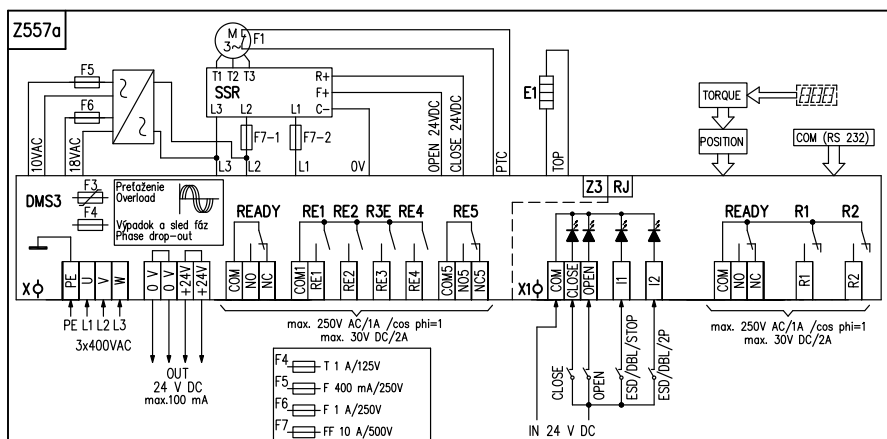 Z557a
M
3~
F1
T1 T2 T3
SSR
L3 L2 L1
R+
F+
C-
F5
F6
F7-1
F7-2
E1
TORQUE
POSITION
COM (RS 232)
10VAC
18VAC
L3
L2
L1
0V
OPEN 24VDC
CLOSE 24VDC
PTC
TOP
DMS3
F3
F4
Preťaženie
Overload
Výpadok a sled fáz
Phase drop-out
READY
RE1
RE2
R3E
RE4
RE5
Z3
RJ
READY
R1
R2
X
PE
U
V
W
0 V
0 V
+24V
+24V
COM
NO
NC
COM1
RE1
RE2
RE3
RE4
COM5
NO5
NC5
X1
COM
CLOSE
OPEN
I1
I2
COM
NO
NC
R1
R2
PE L1 L2 L3
3x400VAC
OUT
24 V DC
max.100 mA
max. 250V AC/1A /cos phi=1
max. 30V DC/2A
CLOSE
OPEN
ESD/DBL/STOP
ESD/DBL/2P
IN 24 V DC
max. 250V AC/1A /cos phi=1
max. 30V DC/2A
F4 T 1 A/125V
F5 F 400 mA/250V
F6 F 1 A/250V
F7 FF 10 A/500V